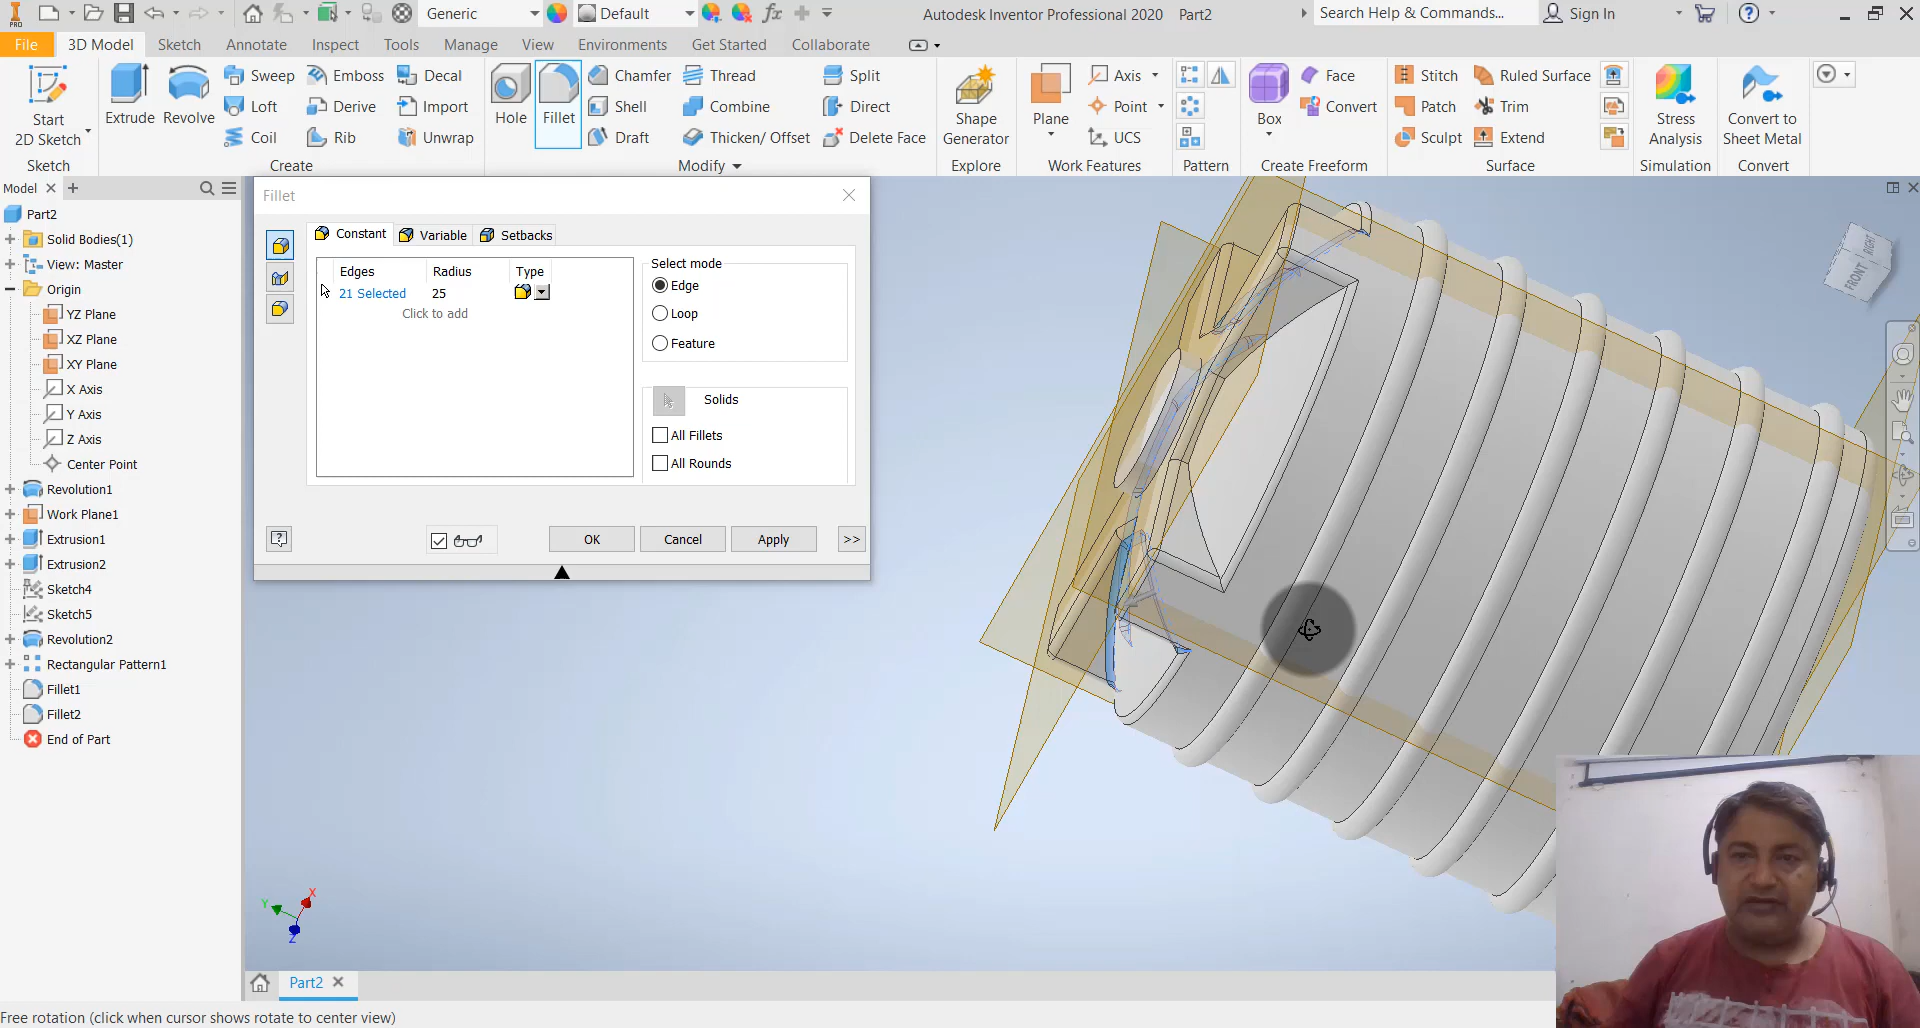 PRO
Generic
Default
fx
Autodesk Inventor Professional 2020 Part2
Search Help & Commands...
Sign In
File
3D Model
Sketch
Annotate
Inspect
Tools
Manage
View
Environments
Get Started
Collaborate
Start
2D Sketch
Extrude
Revolve
Sweep
Loft
Coil
Emboss
Derive
Rib
Decal
Import
Unwrap
Hole
Fillet
Chamfer
Shell
Draft
Thread
Combine
Thicken/ Offset
Split
Direct
Delete Face
Shape
Generator
Plane
Axis
Point
UCS
Box
Face
Convert
Stitch
Patch
Sculpt
Ruled Surface
Trim
Extend
Stress
Analysis
Convert to
Sheet Metal
Sketch
Create
Modify
Explore
Work Features
Pattern
Create Freeform
Surface
Simulation
Convert
Model
Part2
Solid Bodies(1)
View: Master
Origin
YZ Plane
XZ Plane
XY Plane
X Axis
Y Axis
Z Axis
Center Point
Revolution1
Work Plane1
Extrusion1
Extrusion2
Sketch4
Sketch5
Revolution2
Rectangular Pattern1
Fillet1
Fillet2
End of Part
Fillet
Constant
Variable
Setbacks
Edges Radius Type
21 Selected 25
Click to add
Select mode
Edge
Loop
Feature
Solids
All Fillets
All Rounds
OK
Cancel
Apply
>>
FRONT
RIGHT
X
Y
Z
Part2
Free rotation (click when cursor shows rotate to center view)